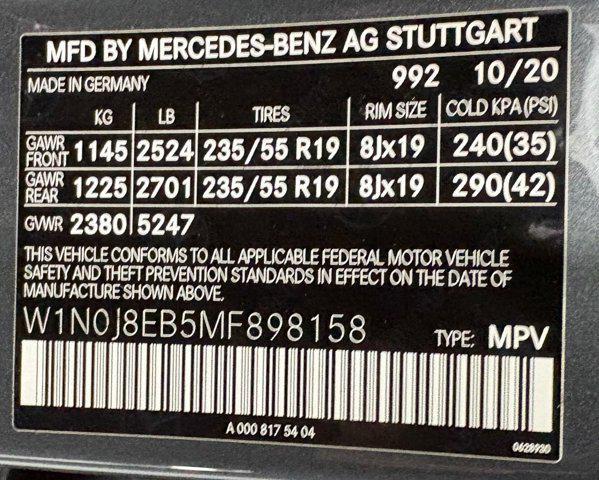 MFD BY MERCEDES-BENZ AG STUTTGART
MADE IN GERMANY 992 10/20
KG LB TIRES RIM SIZE COLD KPA (PSI)
GAWR FRONT 1145 2524 235/55 R19 8Jx19 240(35)
GAWR REAR 1225 2701 235/55 R19 8Jx19 290(42)
GVWR 2380 5247
THIS VEHICLE CONFORMS TO ALL APPLICABLE FEDERAL MOTOR VEHICLE
SAFETY AND THEFT PREVENTION STANDARDS IN EFFECT ON THE DATE OF
MANUFACTURE SHOWN ABOVE.
W1N0J8EB5MF898158 TYPE: MPV
A 000 817 54 04
0628930